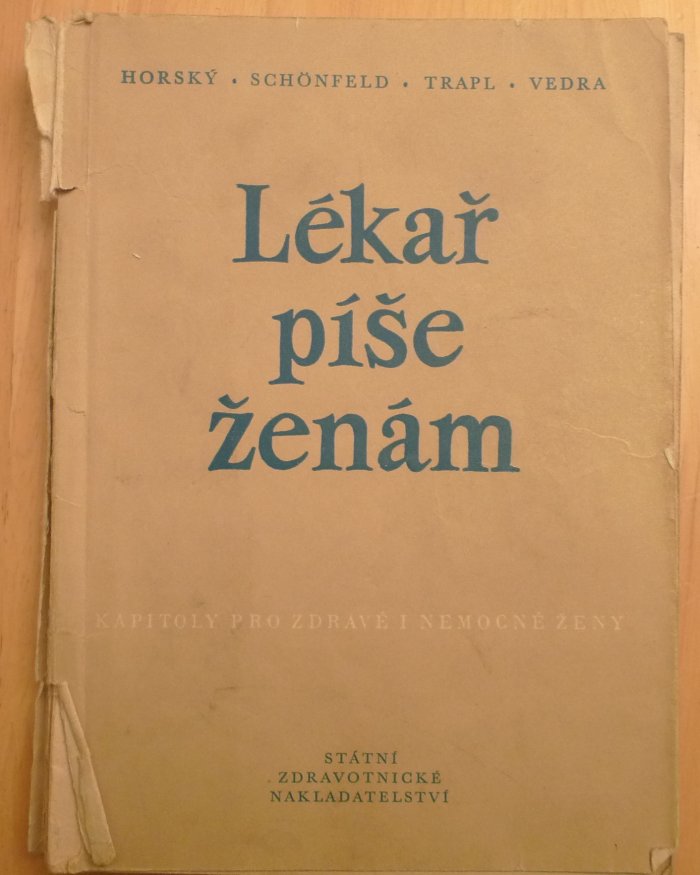 HORSKÝ • SCHÖNFELD • TRAPL • VEDRA
Lékař
píše
ženám
KAPITOLY PRO ZDRAVÉ I NEMOCNÉ ŽENY
STÁTNÍ
ZDRAVOTNICKÉ
NAKLADATELSTVÍ